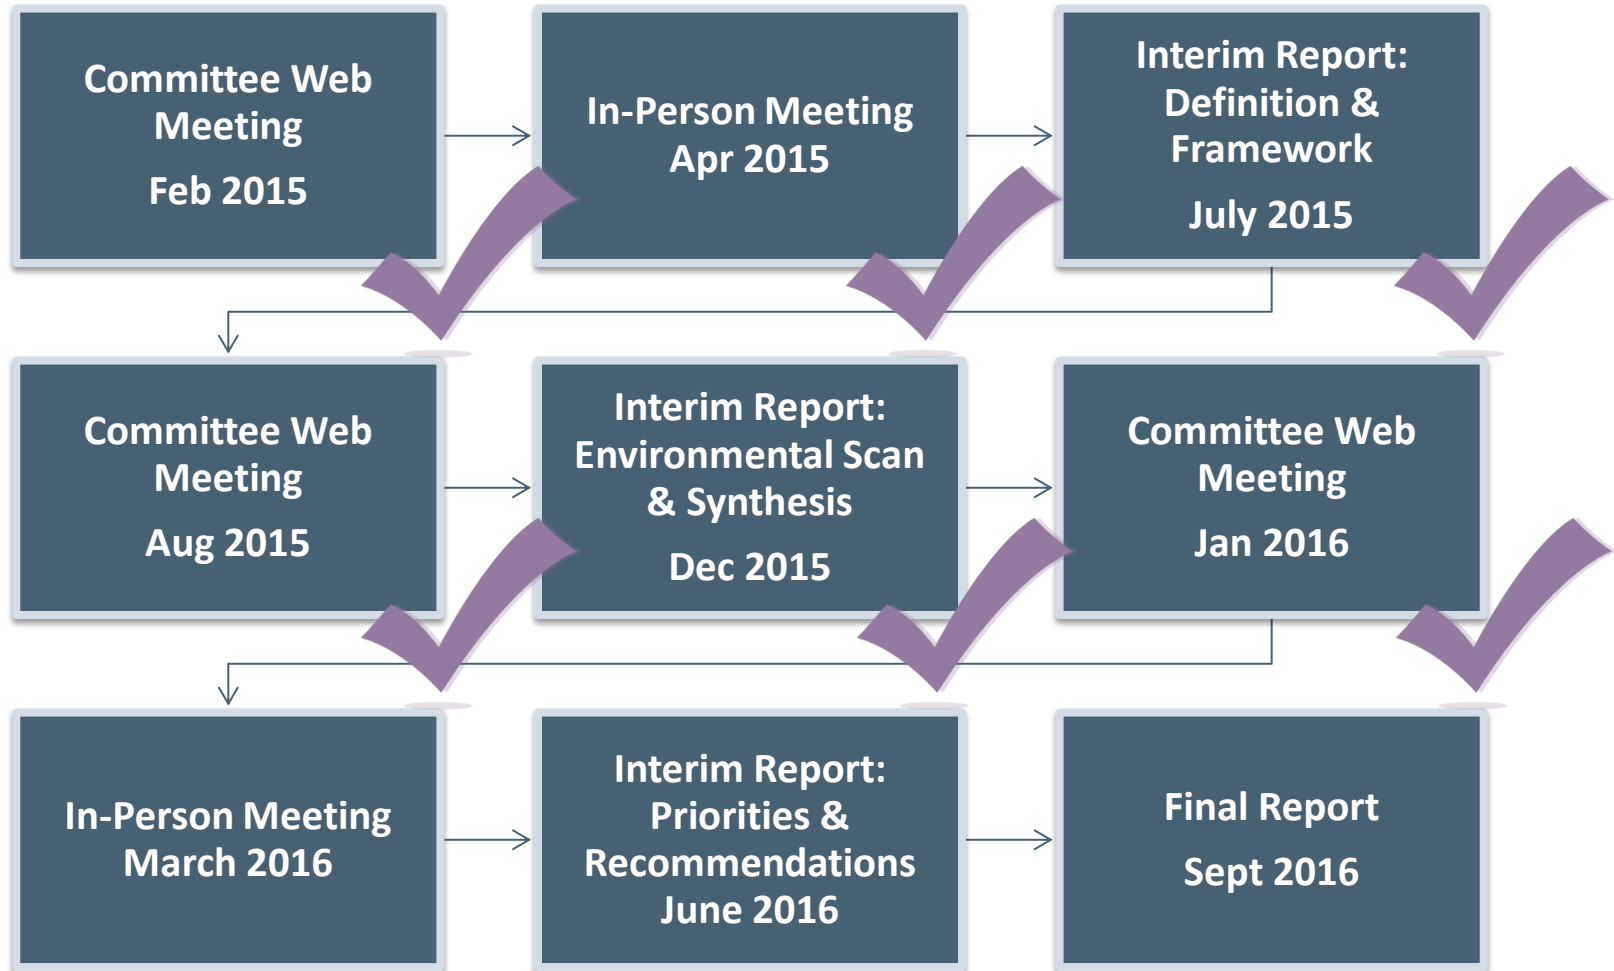 Committee Web
Meeting
Feb 2015
In-Person Meeting
Apr 2015
Interim Report:
Definition &
Framework
July 2015
Committee Web
Meeting
Aug 2015
Interim Report:
Environmental Scan
& Synthesis
Dec 2015
Committee Web
Meeting
Jan 2016
In-Person Meeting
March 2016
Interim Report:
Priorities &
Recommendations
June 2016
Final Report
Sept 2016